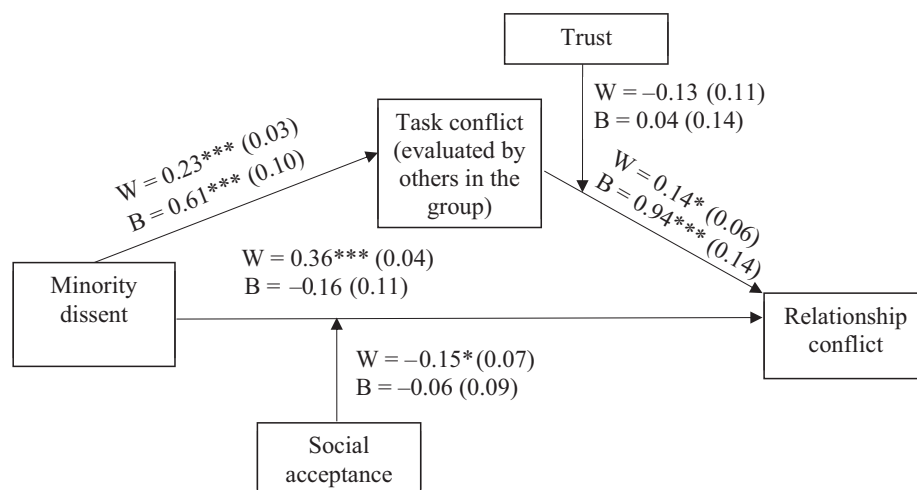 Trust
W = –0.13 (0.11)
B = 0.04 (0.14)
Task conflict
(evaluated by
others in the
group)
W = 0.23*** (0.03)
B = 0.61*** (0.10)
W = 0.14* (0.06)
B = 0.94*** (0.14)
W = 0.36*** (0.04)
B = –0.16 (0.11)
Minority
dissent
Relationship
conflict
W = –0.15* (0.07)
B = –0.06 (0.09)
Social
acceptance